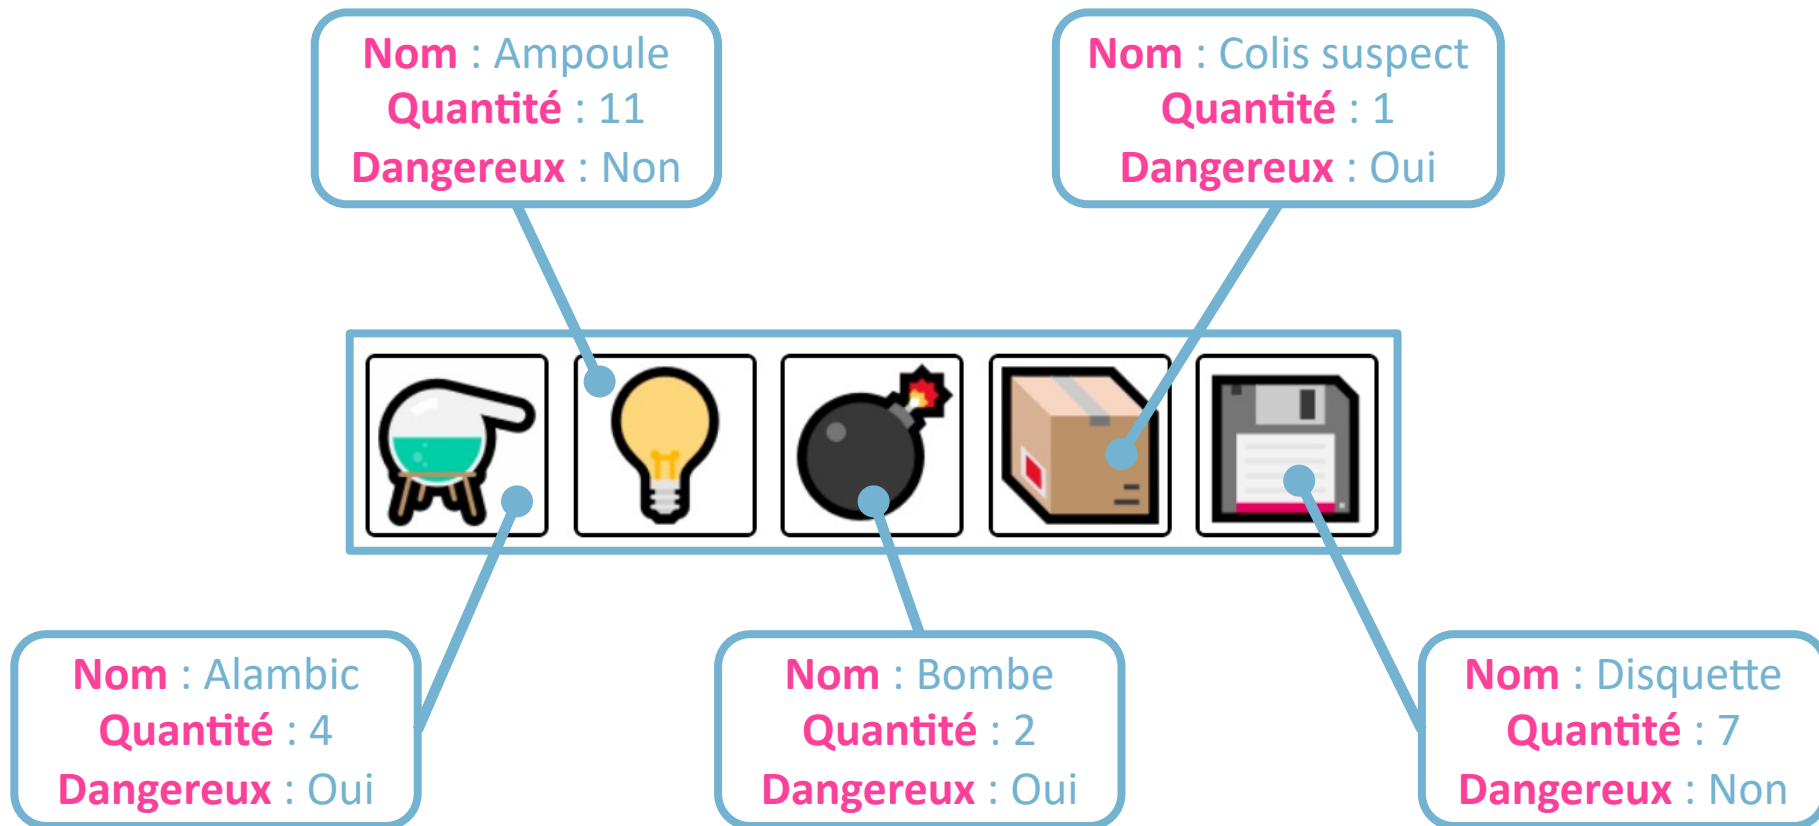 Nom : Ampoule
Quantité : 11
Dangereux : Non
Nom : Colis suspect
Quantité : 1
Dangereux : Oui
Nom : Alambic
Quantité : 4
Dangereux : Oui
Nom : Bombe
Quantité : 2
Dangereux : Oui
Nom : Disquette
Quantité : 7
Dangereux : Non